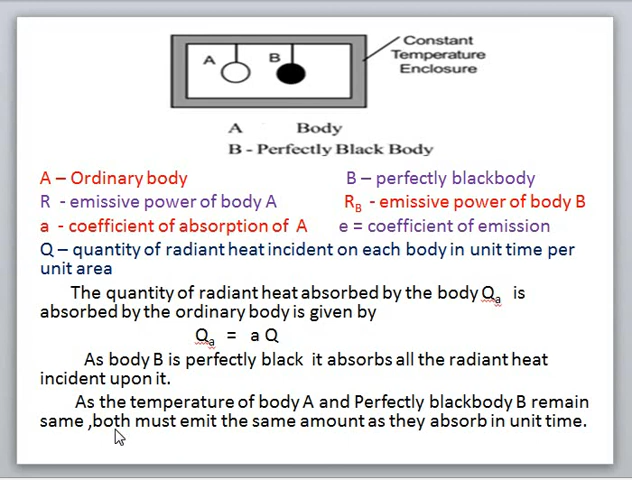 Constant
Temperature
Enclosure
A B
A Body
B - Perfectly Black Body
A – Ordinary body B – perfectly blackbody
R - emissive power of body A R_B - emissive power of body B
a - coefficient of absorption of A e = coefficient of emission
Q – quantity of radiant heat incident on each body in unit time per
unit area
The quantity of radiant heat absorbed by the body Q_a is
absorbed by the ordinary body is given by
Q_a = a Q
As body B is perfectly black it absorbs all the radiant heat
incident upon it.
As the temperature of body A and Perfectly blackbody B remain
same ,both must emit the same amount as they absorb in unit time.